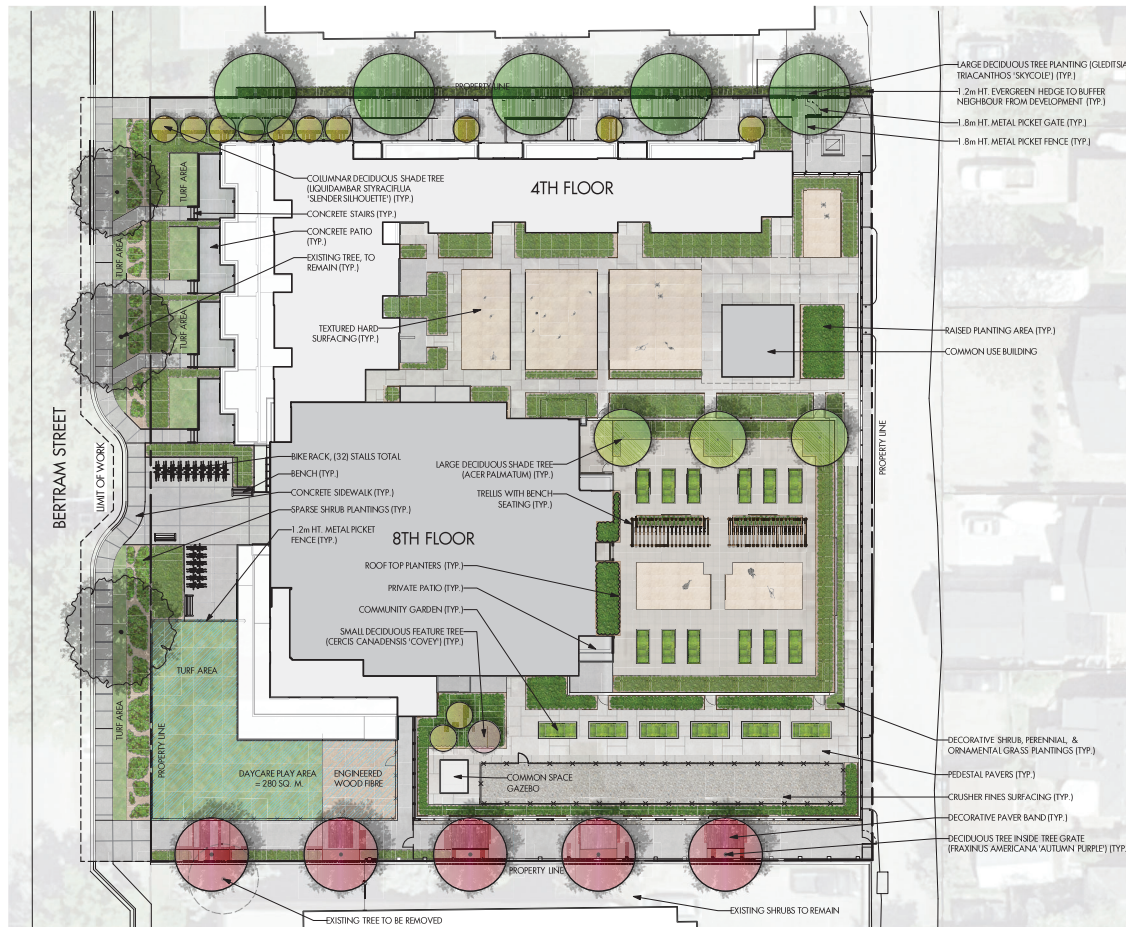 PROPERTY LINE
LARGE DECIDUOUS TREE PLANTING (GLEDITSIA
TRIACANTHOS 'SKYCOLE') (TYP.)
1.2m HT. EVERGREEN HEDGE TO BUFFER
NEIGHBOUR FROM DEVELOPMENT (TYP.)
1.8m HT. METAL PICKET GATE (TYP.)
1.8m HT. METAL PICKET FENCE (TYP.)
4TH FLOOR
COLUMNAR DECIDUOUS SHADE TREE
(LIQUIDAMBAR STYRACIFLUA
'SLENDER SILHOUETTE') (TYP.)
CONCRETE STAIRS (TYP.)
CONCRETE PATIO
(TYP.)
EXISTING TREE, TO
REMAIN (TYP.)
TURF AREA
TURF AREA
TURF AREA
TEXTURED HARD
SURFACING (TYP.)
RAISED PLANTING AREA (TYP.)
COMMON USE BUILDING
BERTRAM STREET
LIMIT OF WORK
PROPERTY LINE
BIKE RACK, (32) STALLS TOTAL
BENCH (TYP.)
CONCRETE SIDEWALK (TYP.)
SPARSE SHRUB PLANTINGS (TYP.)
1.2m HT. METAL PICKET
FENCE (TYP.)
LARGE DECIDUOUS SHADE TREE
(ACER PALMATUM) (TYP.)
TRELLIS WITH BENCH
SEATING (TYP.)
8TH FLOOR
ROOF TOP PLANTERS (TYP.)
PRIVATE PATIO (TYP.)
COMMUNITY GARDEN (TYP.)
SMALL DECIDUOUS FEATURE TREE
(CERCIS CANADENSIS 'COVEY') (TYP.)
TURF AREA
TURF AREA
PROPERTY LINE
DAYCARE PLAY AREA
= 280 SQ. M.
ENGINEERED
WOOD FIBRE
COMMON SPACE
GAZEBO
DECORATIVE SHRUB, PERENNIAL, &
ORNAMENTAL GRASS PLANTINGS (TYP.)
PEDESTAL PAVERS (TYP.)
CRUSHER FINES SURFACING (TYP.)
DECORATIVE PAVER BAND (TYP.)
DECIDUOUS TREE INSIDE TREE GRATE
(FRAXINUS AMERICANA 'AUTUMN PURPLE') (TYP.
PROPERTY LINE
EXISTING TREE TO BE REMOVED
EXISTING SHRUBS TO REMAIN